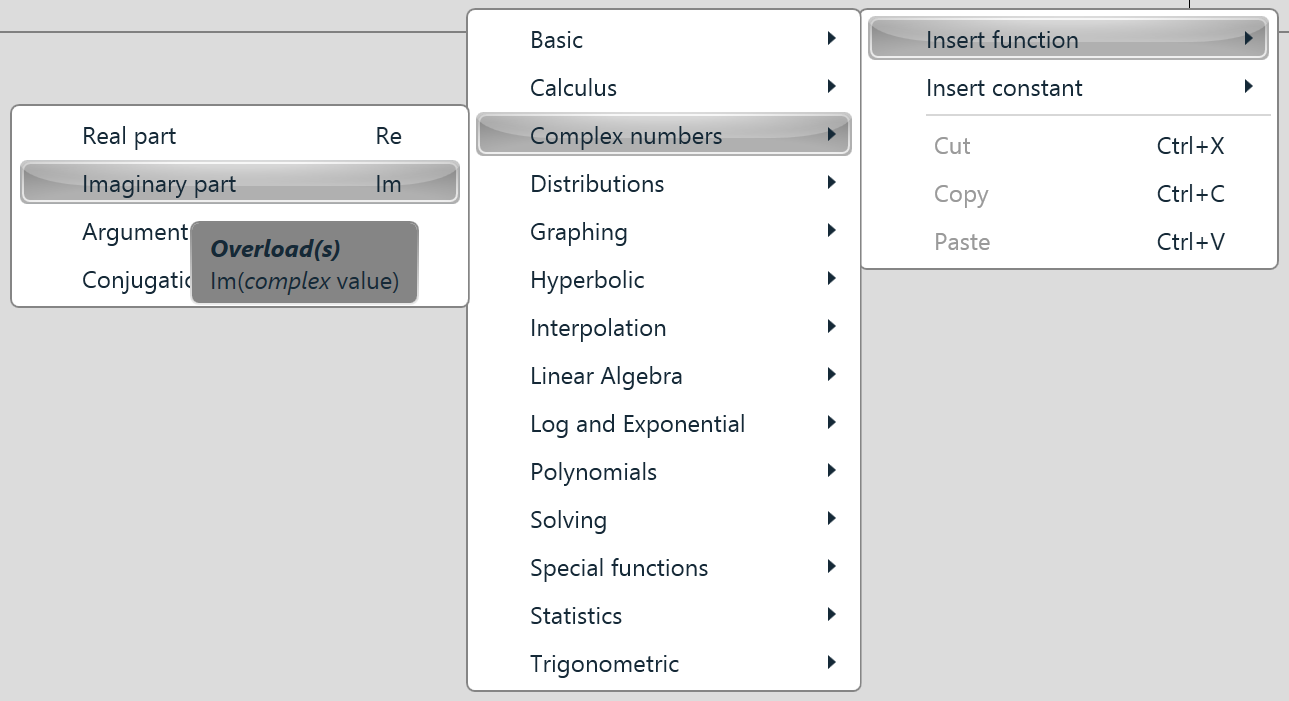 Real part Re
Imaginary part Im
Argument
Overload(s)
Im(complex value)
Basic
Calculus
Complex numbers
Distributions
Graphing
Hyperbolic
Interpolation
Linear Algebra
Log and Exponential
Polynomials
Solving
Special functions
Statistics
Trigonometric
Insert function
Insert constant
Cut Ctrl+X
Copy Ctrl+C
Paste Ctrl+V